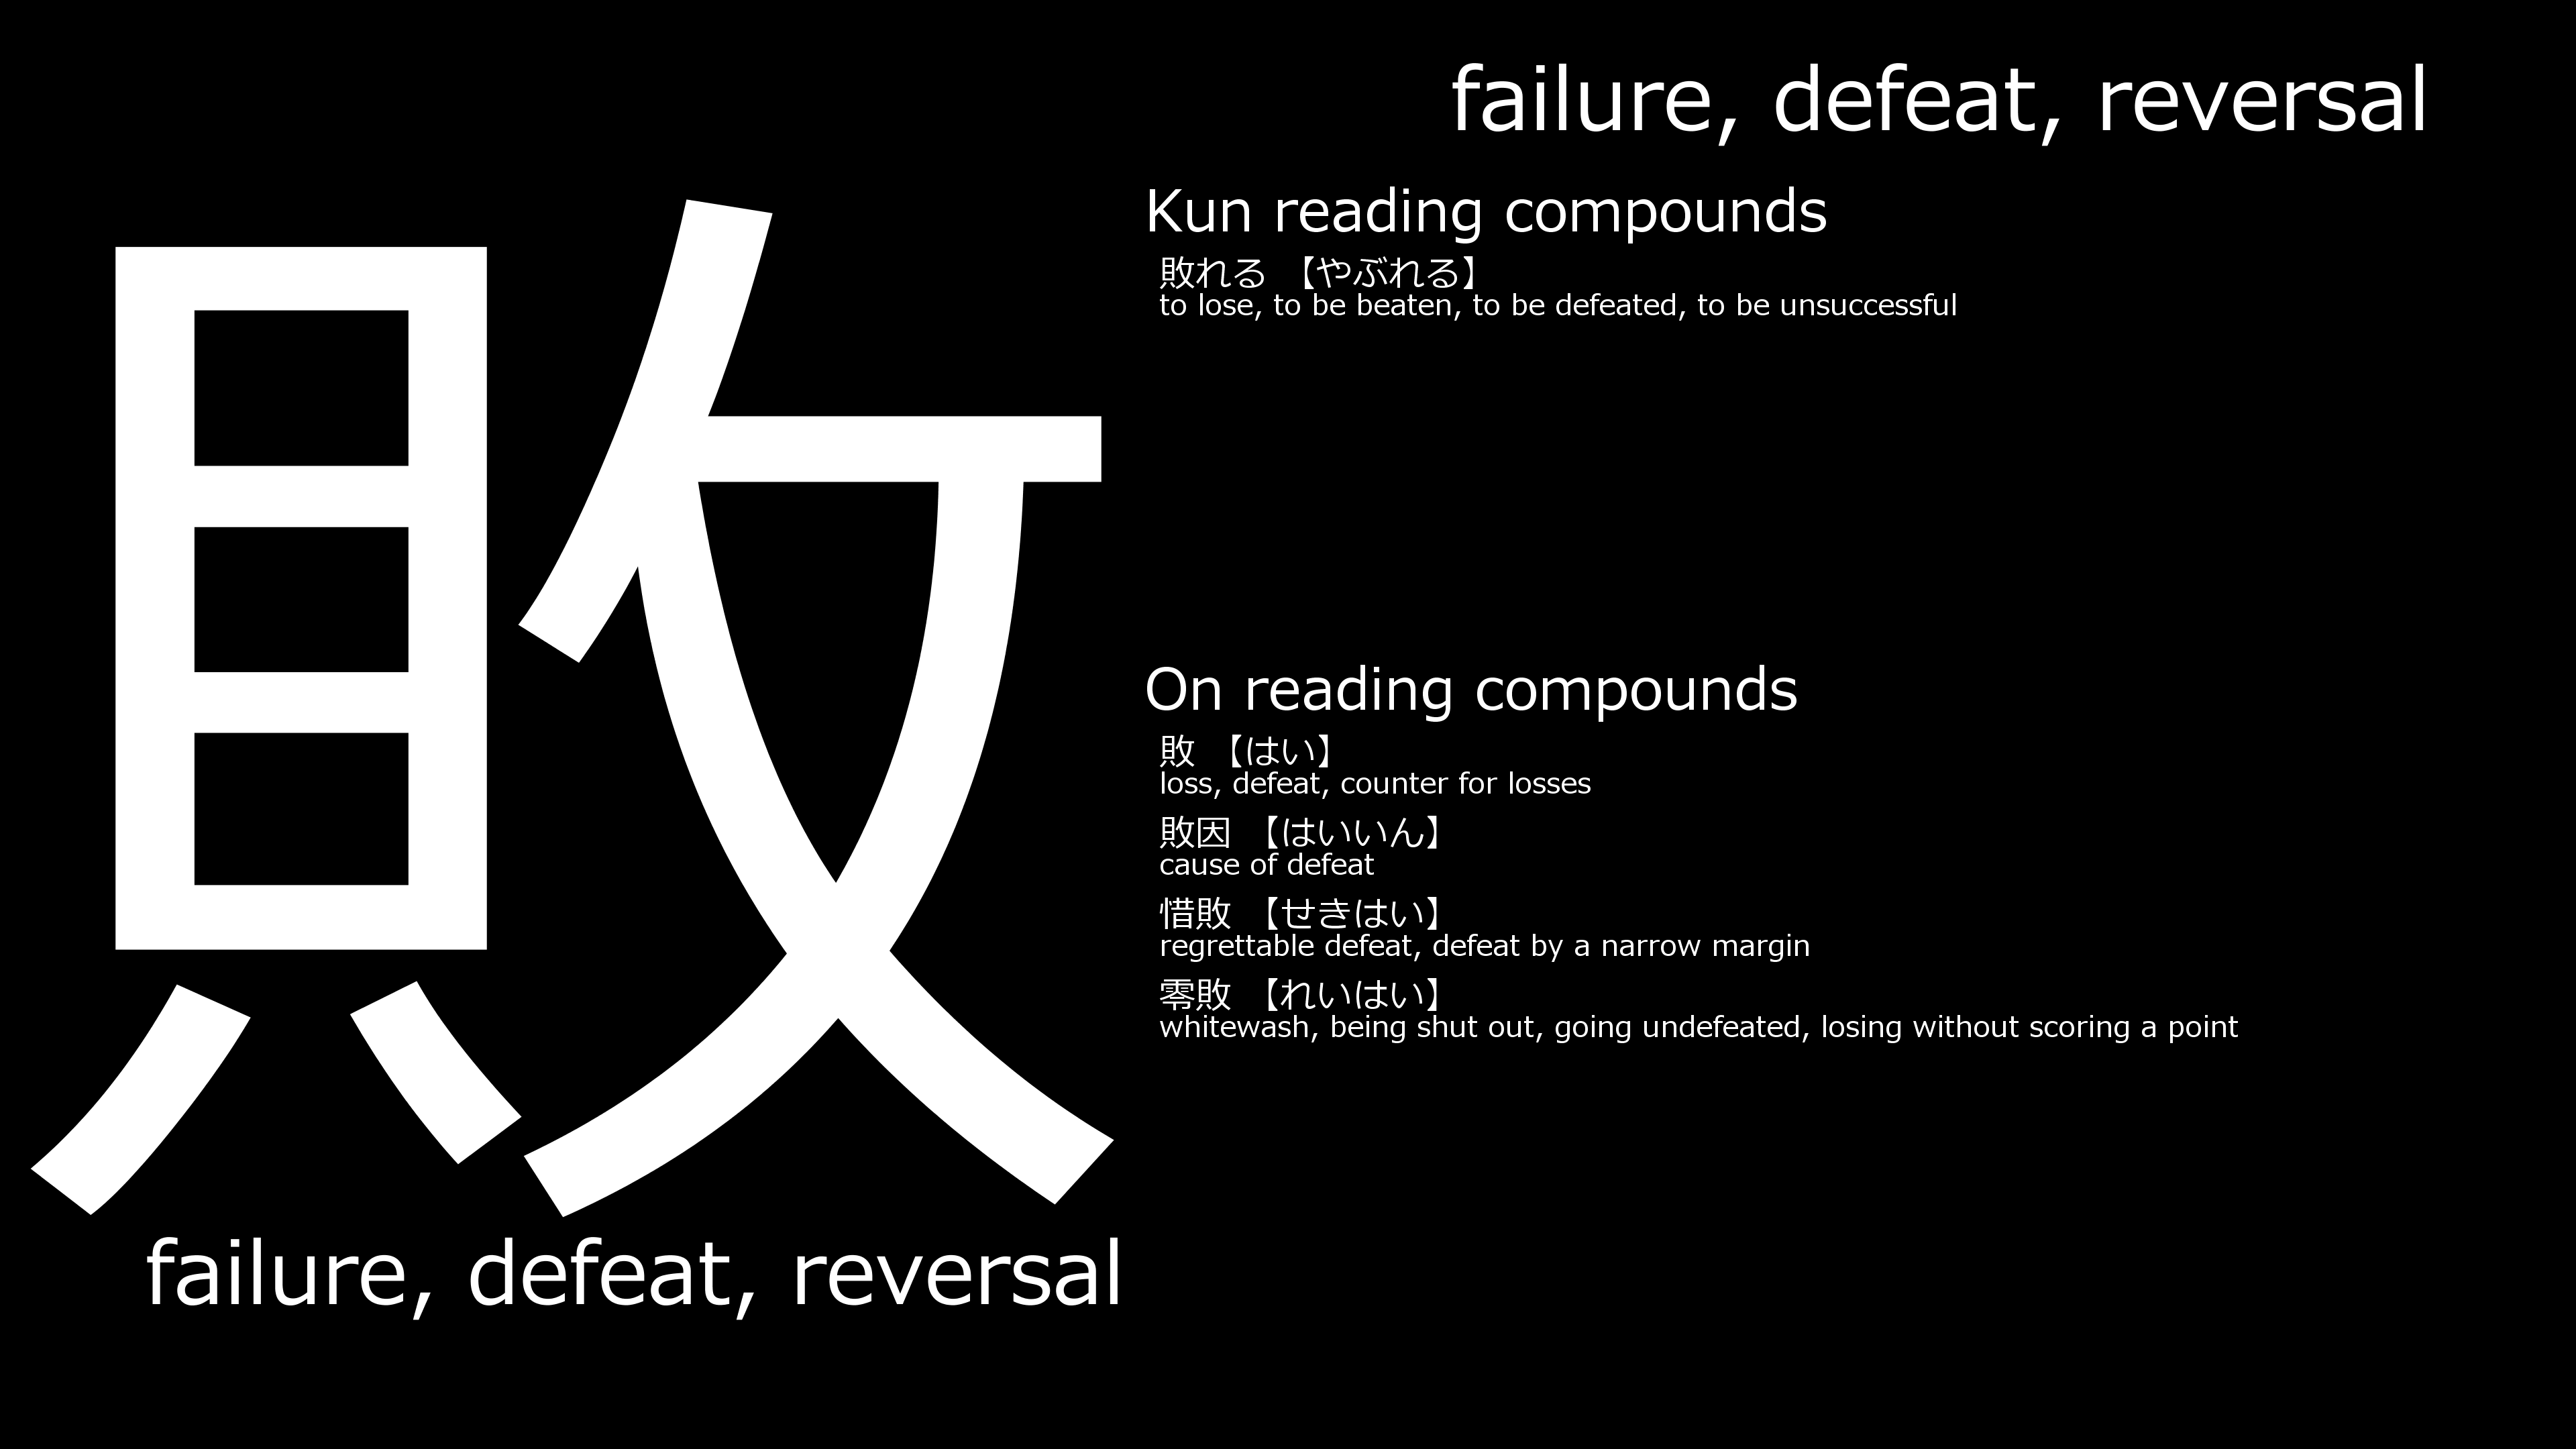 敗
failure, defeat, reversal
failure, defeat, reversal
Kun reading compounds
敗れる 【やぶれる】
to lose, to be beaten, to be defeated, to be unsuccessful
On reading compounds
敗 【はい】
loss, defeat, counter for losses
敗因 【はいいん】
cause of defeat
惜敗 【せきはい】
regrettable defeat, defeat by a narrow margin
零敗 【れいはい】
whitewash, being shut out, going undefeated, losing without scoring a point